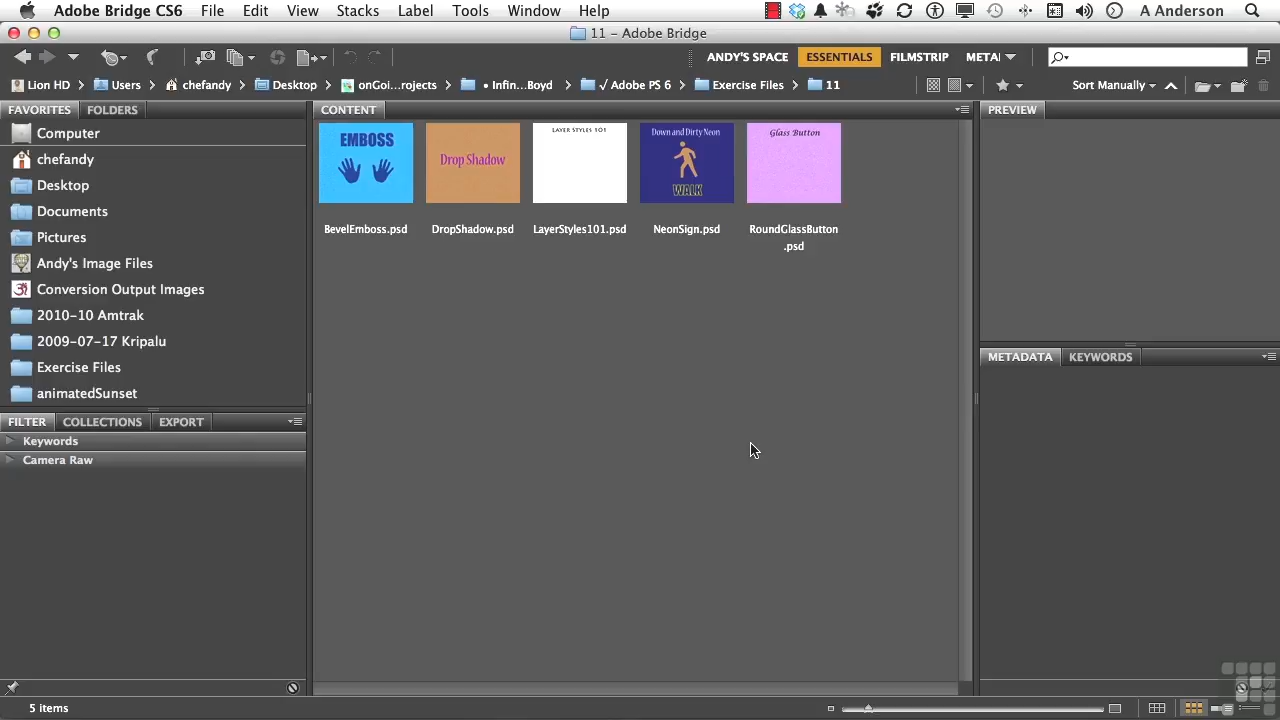 Adobe Bridge CS6 File Edit View Stacks Label Tools Window Help A Anderson
11 – Adobe Bridge
ANDY'S SPACE ESSENTIALS FILMSTRIP META
Lion HD Users chefandy Desktop onGoi...rojects • Infin...Boyd √ Adobe PS 6 Exercise Files 11 Sort Manually
FAVORITES FOLDERS
Computer
chefandy
Desktop
Documents
Pictures
Andy's Image Files
Conversion Output Images
2010-10 Amtrak
2009-07-17 Kripalu
Exercise Files
animatedSunset
FILTER COLLECTIONS EXPORT
Keywords
Camera Raw
5 items
CONTENT
EMBOSS
Drop Shadow
LAYER STYLES 101
Down and Dirty Neon
WALK
Glass Button
BevelEmboss.psd DropShadow.psd LayerStyles101.psd NeonSign.psd RoundGlassButton
.psd
PREVIEW
METADATA KEYWORDS